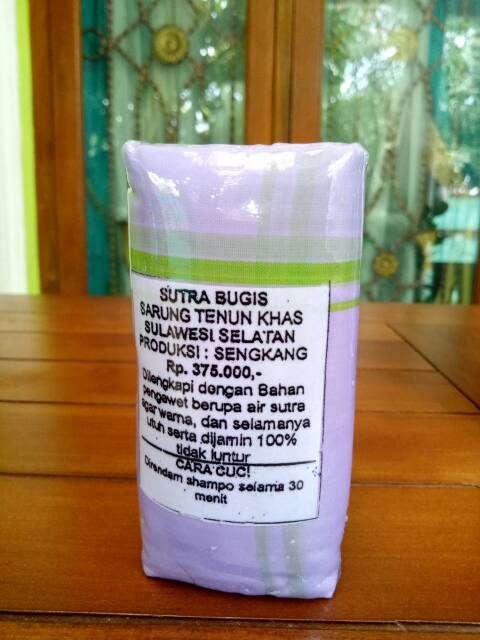 SUTRA BUGIS
SARUNG TENUN KHAS
SULAWESI SELATAN
PRODUKSI : SENGKANG
Rp. 375.000,-
Dilengkapi dengan Bahan
pengawet berupa air sutra
agar warna, dan selamanya
utuh serta dijamin 100%
tidak luntur
CARA CUCI
Direndam shampo selama 30
menit